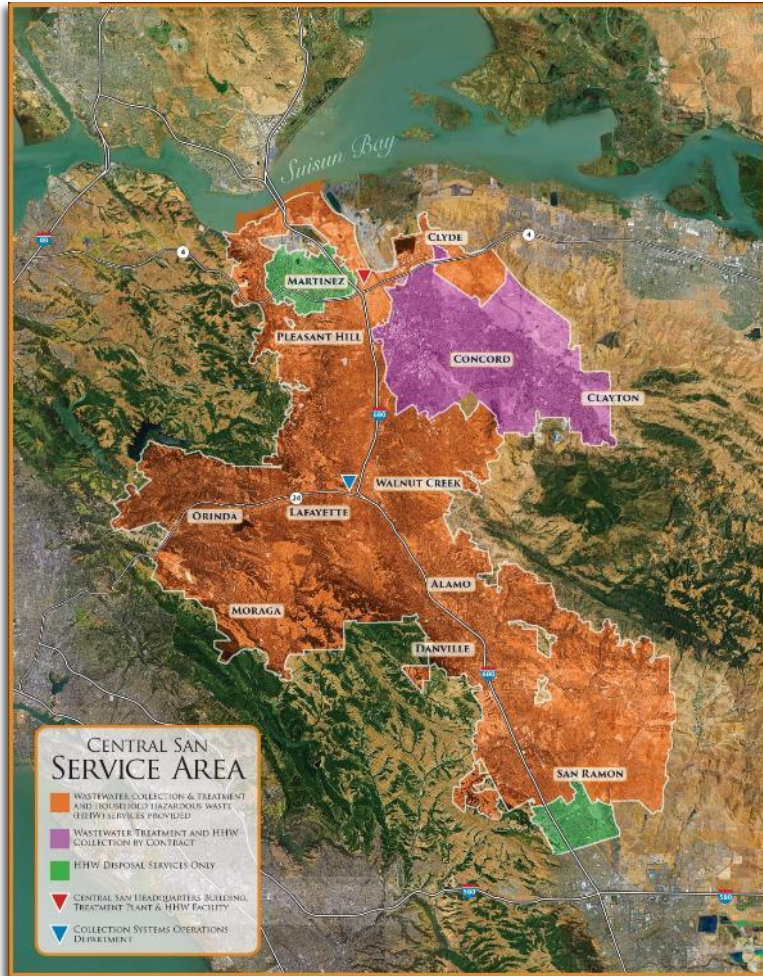 Suisun Bay
CLYDE
4
80
4
MARTINEZ
PLEASANT HILL
CONCORD
CLAYTON
680
WALNUT CREEK
24
ORINDA
LAFAYETTE
ALAMO
MORAGA
DANVILLE
680
SAN RAMON
CENTRAL SAN
SERVICE AREA
WASTEWATER COLLECTION & TREATMENT
AND HOUSEHOLD HAZARDOUS WASTE
(HHW) SERVICES PROVIDED
WASTEWATER TREATMENT AND HHW
COLLECTION BY CONTRACT
HHW DISPOSAL SERVICES ONLY
CENTRAL SAN HEADQUARTERS BUILDING,
TREATMENT PLANT & HHW FACILITY
COLLECTION SYSTEMS OPERATIONS
DEPARTMENT
580
580